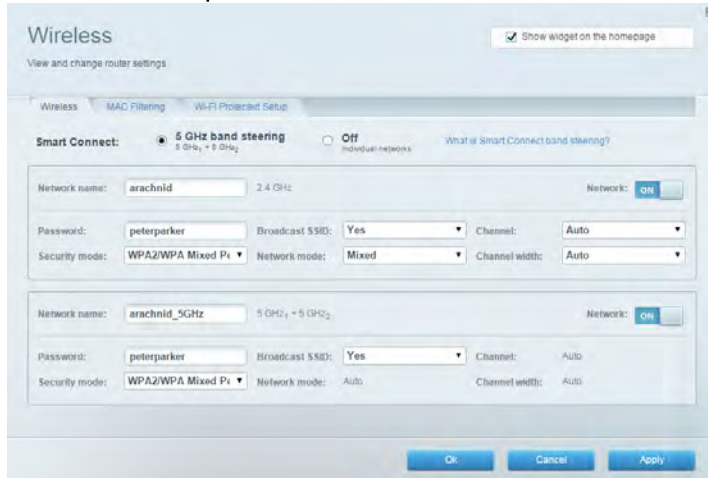 Wireless
Show widget on the homepage
View and change router settings
Wireless MAC Filtering Wi-Fi Protected Setup
Smart Connect: 5 GHz band steering Off What is Smart Connect band steering?
5 GHz1 + 5 GHz2 Individual networks
Network name: arachnid 2.4 GHz Network: ON
Password: peterparker Broadcast SSID: Yes Channel: Auto
Security mode: WPA2/WPA Mixed Pe Network mode: Mixed Channel width: Auto
Network name: arachnid_5GHz 5 GHz1 + 5 GHz2 Network: ON
Password: peterparker Broadcast SSID: Yes Channel: Auto
Security mode: WPA2/WPA Mixed Pe Network mode: Auto Channel width: Auto
Ok Cancel Apply